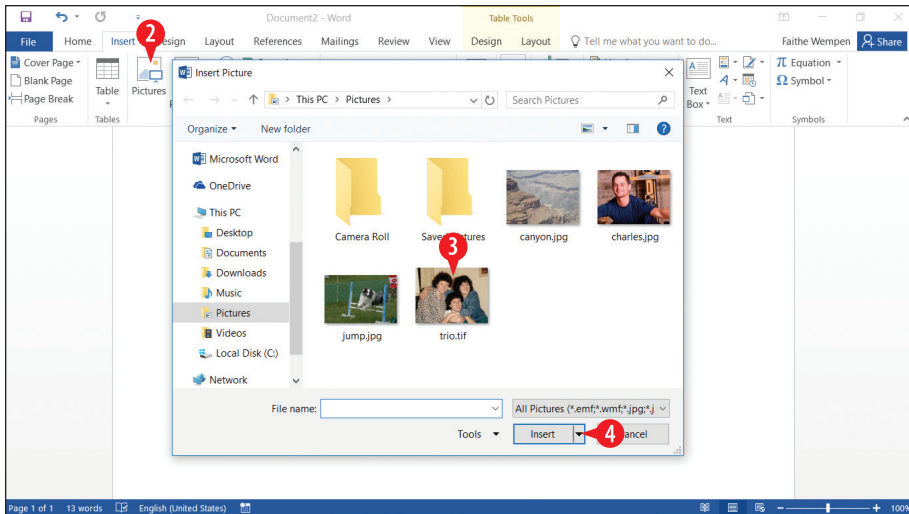 Document2 - Word
Table Tools
File Home Insert Design Layout References Mailings Review View Design Layout Tell me what you want to do... Faithe Wempen Share
2
Cover Page
Blank Page
Page Break
Pages
Table
Tables
Pictures
Text
Box
Text
π Equation
Ω Symbol
Symbols
Insert Picture
This PC > Pictures >
Search Pictures
Organize New folder
Microsoft Word
OneDrive
This PC
Desktop
Documents
Downloads
Music
Pictures
Videos
Local Disk (C:)
Network
Camera Roll
canyon.jpg
charles.jpg
3
jump.jpg
trio.tif
File name:
All Pictures (*.emf;*.wmf;*.jpg;*.j
Tools Insert
4
Page 1 of 1 13 words English (United States)
100%